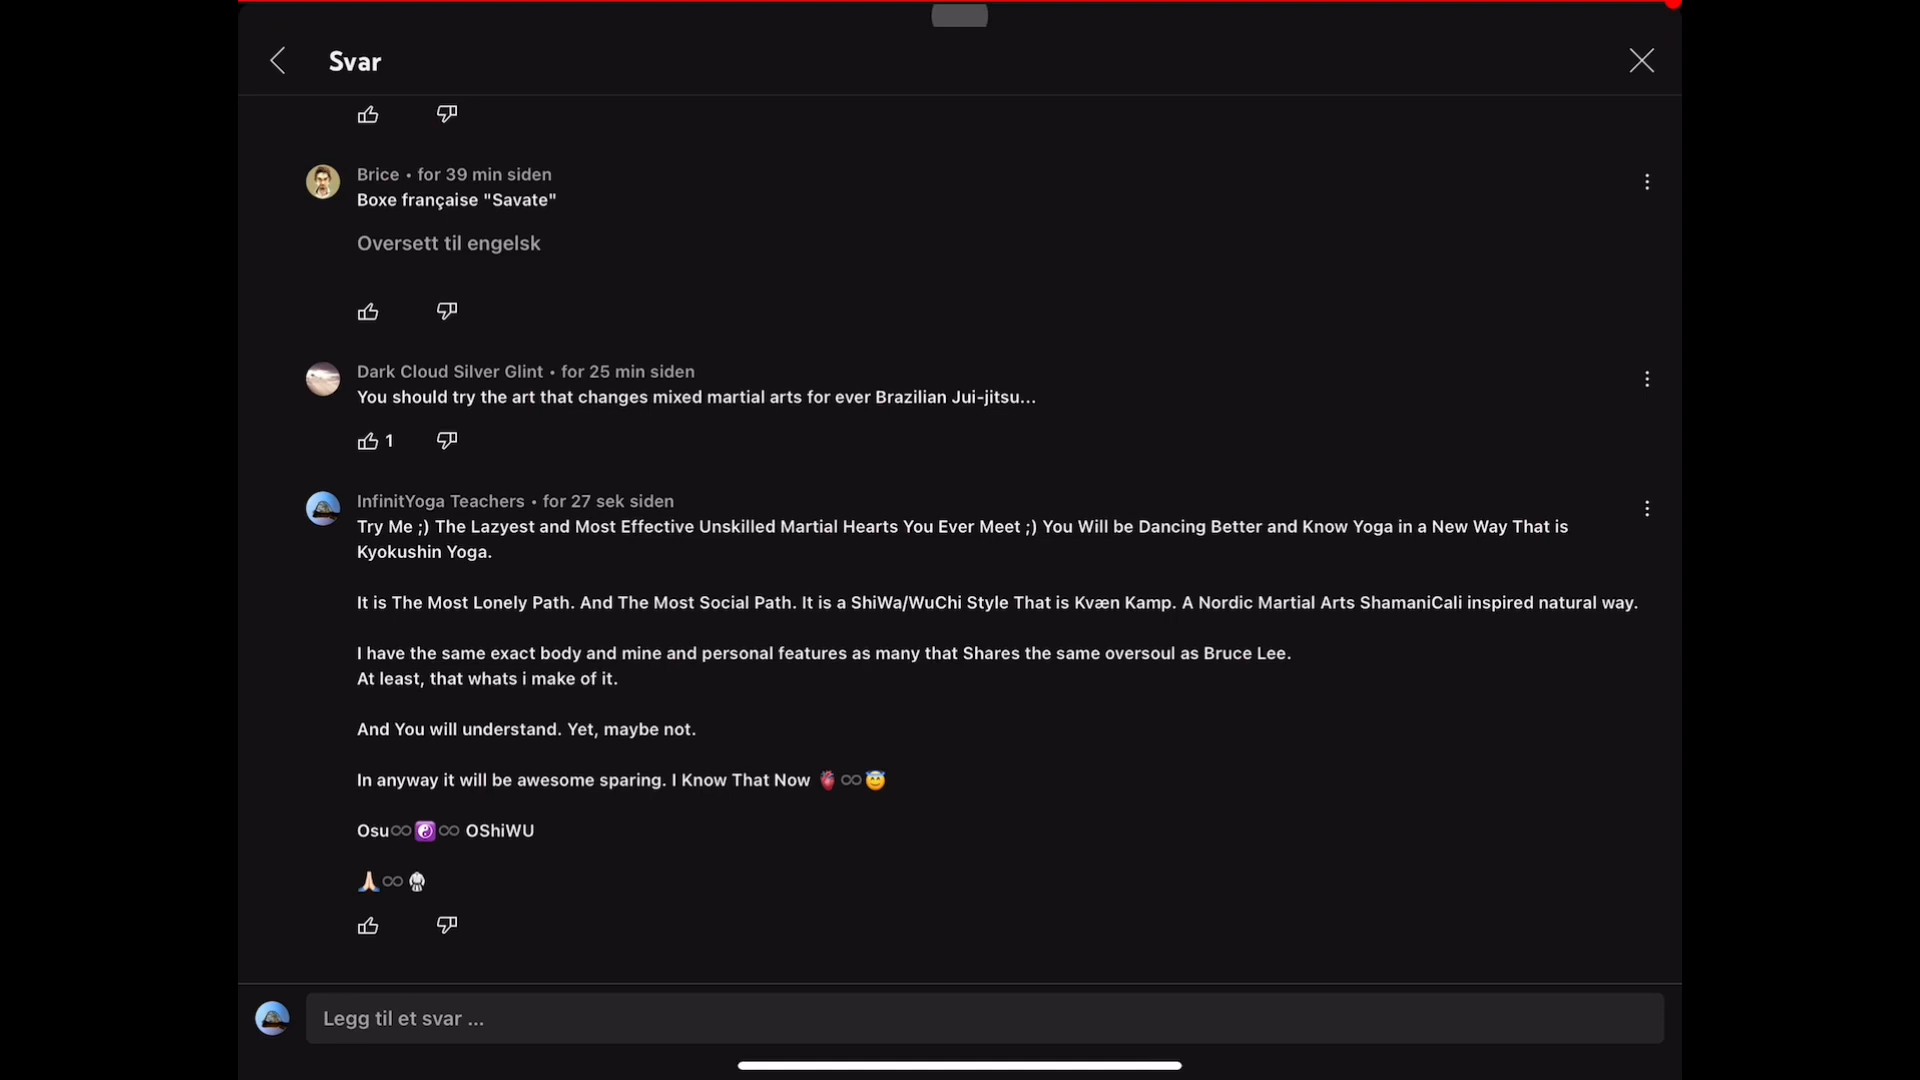 Svar
Brice • for 39 min siden
Boxe française "Savate"
Oversett til engelsk
Dark Cloud Silver Glint • for 25 min siden
You should try the art that changes mixed martial arts for ever Brazilian Jui-jitsu...
1
InfinitYoga Teachers • for 27 sek siden
Try Me ;) The Lazyest and Most Effective Unskilled Martial Hearts You Ever Meet ;) You Will be Dancing Better and Know Yoga in a New Way That is
Kyokushin Yoga.
It is The Most Lonely Path. And The Most Social Path. It is a ShiWa/WuChi Style That is Kvæn Kamp. A Nordic Martial Arts ShamaniCali inspired natural way.
I have the same exact body and mine and personal features as many that Shares the same oversoul as Bruce Lee.
At least, that whats i make of it.
And You will understand. Yet, maybe not.
In anyway it will be awesome sparing. I Know That Now 🫀♾😇
Osu♾☯️♾ OShiWU
🙏🏻♾🥋
Legg til et svar ...